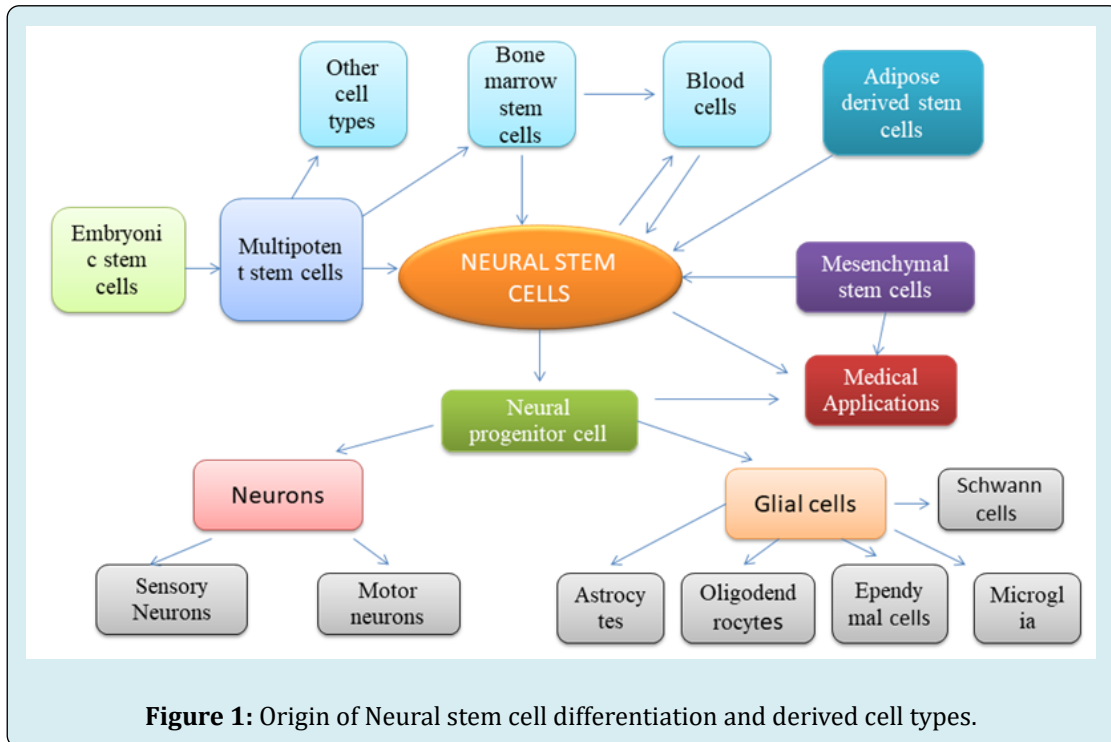 Other
cell
types
Bone
marrow
stem
cells
Blood
cells
Adipose
derived stem
cells
Embryoni
c stem
cells
Multipoten
t stem cells
NEURAL STEM
CELLS
Mesenchymal
stem cells
Medical
Applications
Neural
progenitor cell
Neurons
Glial cells
Schwann
cells
Sensory
Neurons
Motor
neurons
Astrocy
tes
Oligodend
rocytes
Ependy
mal cells
Microgl
ia
Figure 1: Origin of Neural stem cell differentiation and derived cell types.